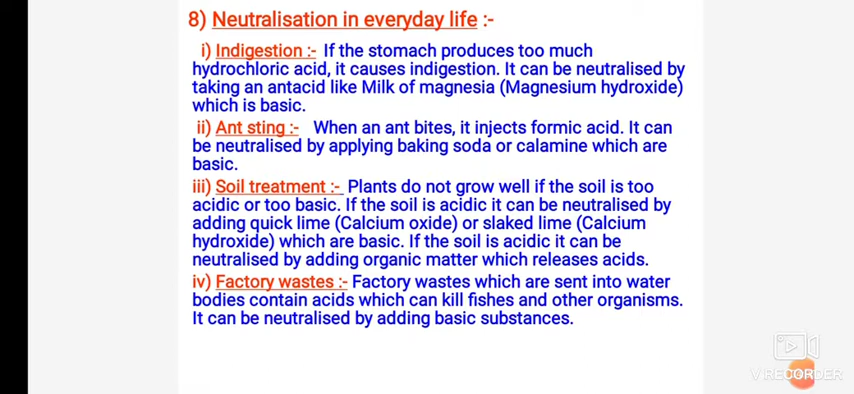 8) Neutralisation in everyday life :-
i) Indigestion :- If the stomach produces too much
hydrochloric acid, it causes indigestion. It can be neutralised by
taking an antacid like Milk of magnesia (Magnesium hydroxide)
which is basic.
ii) Ant sting :- When an ant bites, it injects formic acid. It can
be neutralised by applying baking soda or calamine which are
basic.
iii) Soil treatment :- Plants do not grow well if the soil is too
acidic or too basic. If the soil is acidic it can be neutralised by
adding quick lime (Calcium oxide) or slaked lime (Calcium
hydroxide) which are basic. If the soil is acidic it can be
neutralised by adding organic matter which releases acids.
iv) Factory wastes :- Factory wastes which are sent into water
bodies contain acids which can kill fishes and other organisms.
It can be neutralised by adding basic substances.
VIRECORDER